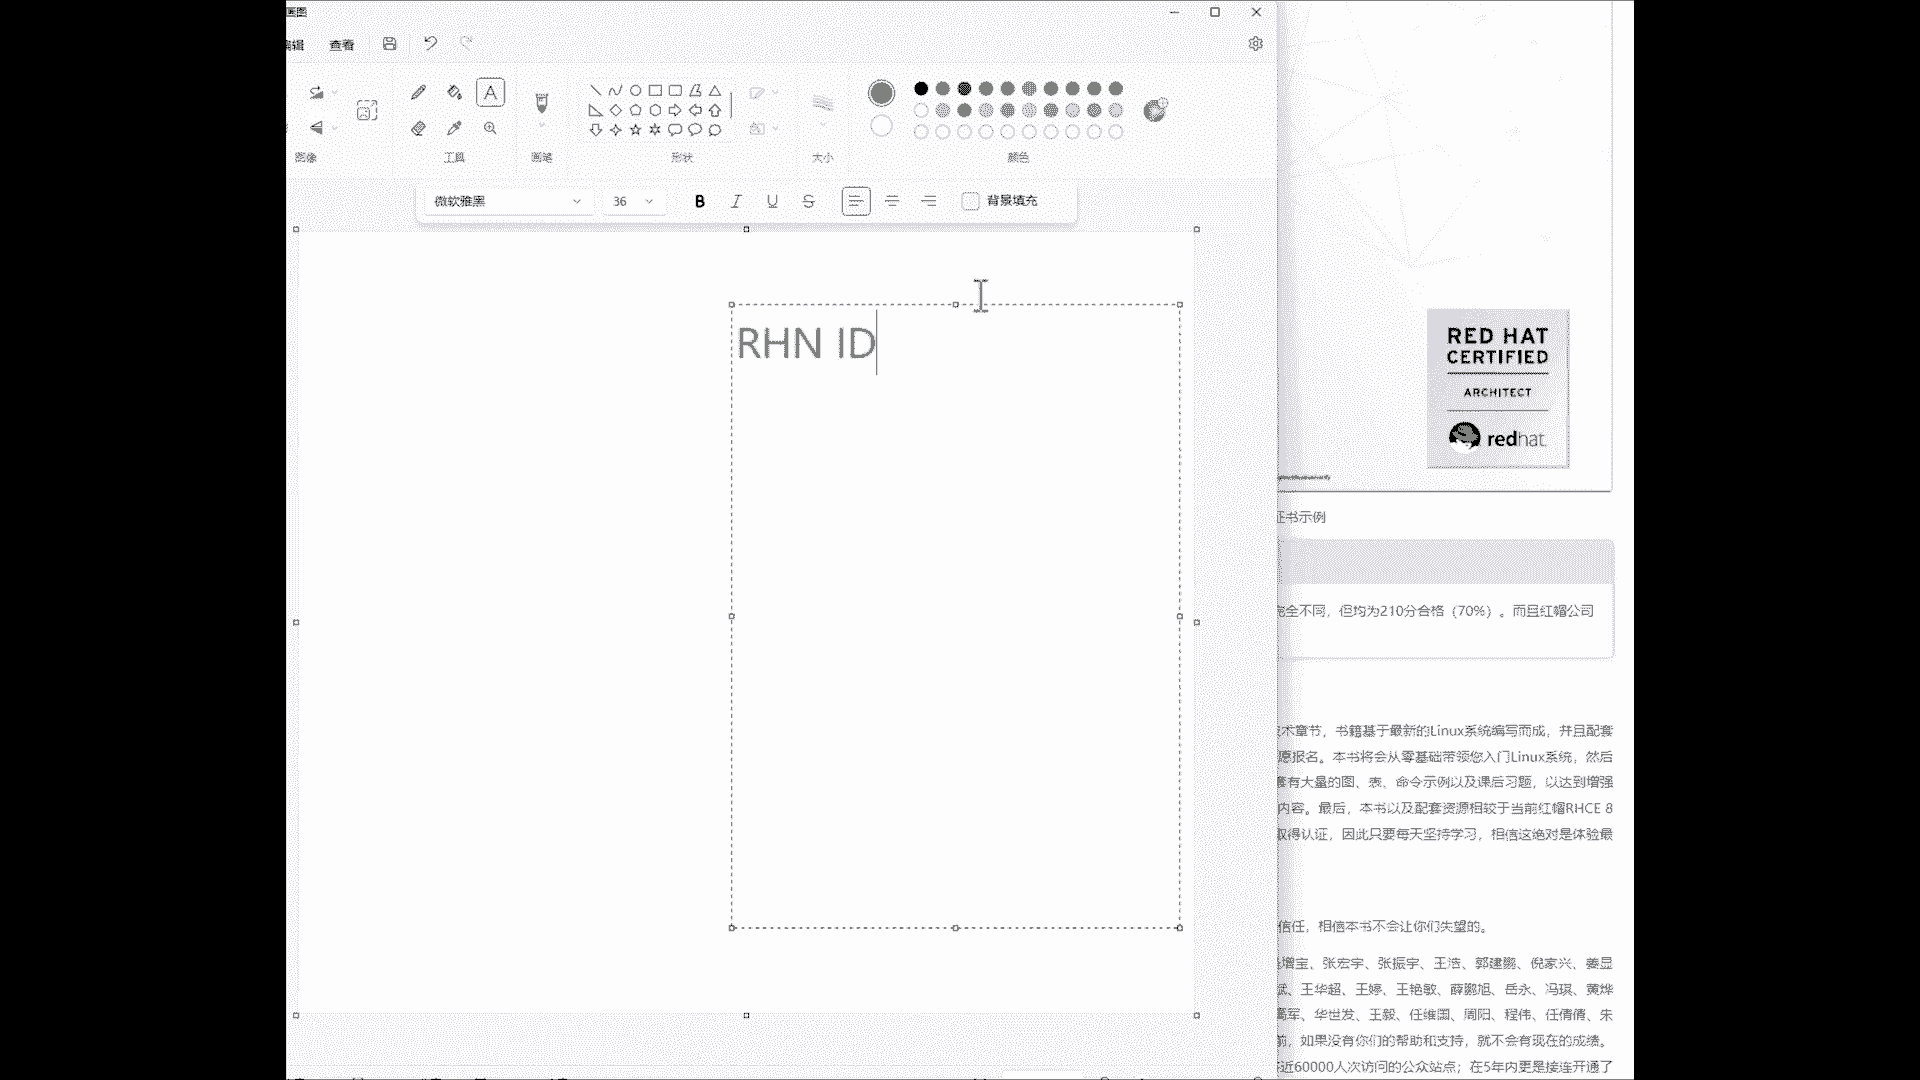 画图
编辑 查看
图像
工具
画笔
形状
大小
颜色
微软雅黑 36 B I U S 背景填充
RHN ID
RED HAT
CERTIFIED
ARCHITECT
redhat.
证书示例
完全不同，但均为210分合格（70%）。而且红帽公司
术章节，书籍基于最新的Linux系统编写而成，并且配套
愿报名。本书将会从零基础带领您入门Linux系统，然后
套有大量的图、表、命令示例以及课后习题，以达到增强
内容。最后，本书以及配套资源相较于当前红帽RHCE 8
取得认证，因此只要每天坚持学习，相信这绝对是体验最
信任，相信本书不会让你们失望的。
增宝、张宏宇、张振宇、王浩、郭建鹏、倪家兴、姜显
斌、王华超、王婷、王艳敏、薛鹏旭、岳永、冯琪、黄烨
军、华世发、王毅、任维国、周阳、程伟、任倩倩、朱
前，如果没有你们的帮助和支持，就不会有现在的成绩。
近60000人次访问的公众站点；在5年内更是接连开通了